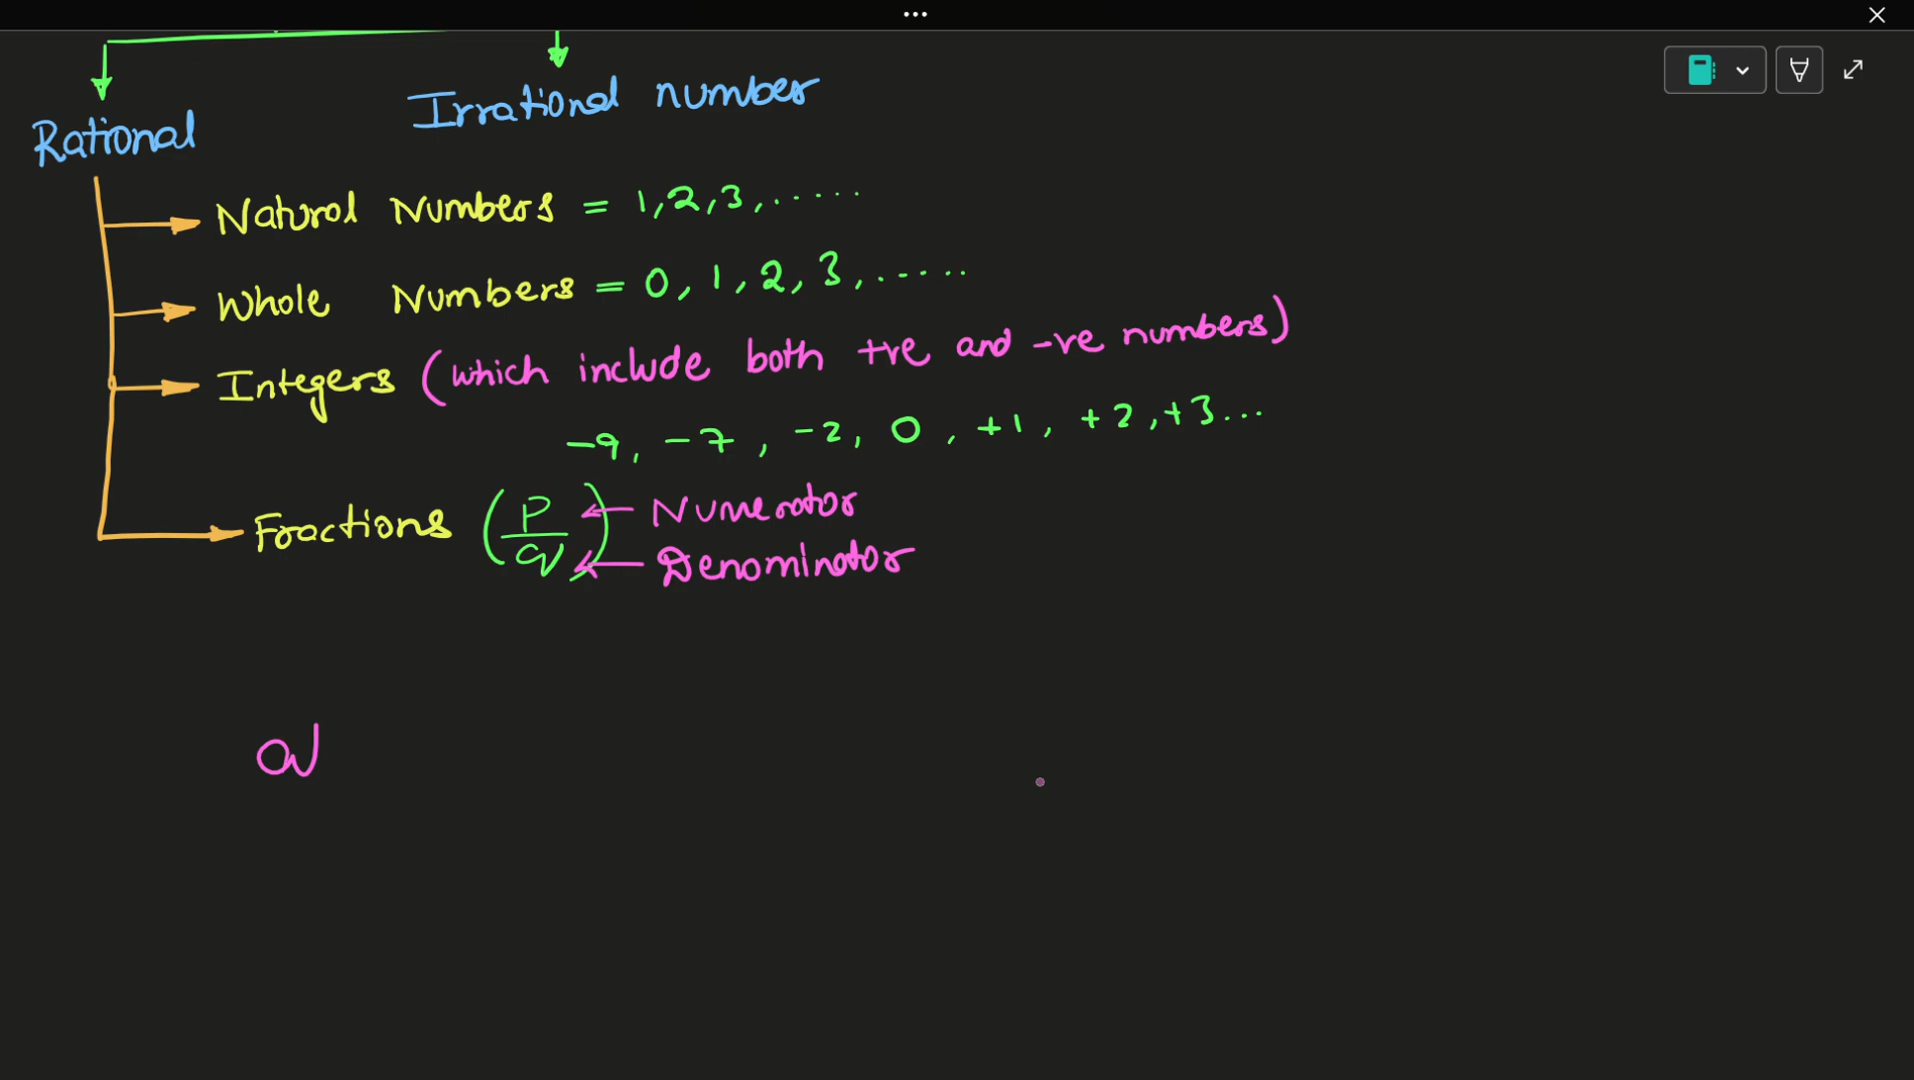 Rational
Irrational number
Natural Numbers = 1,2,3,.....
Whole Numbers = 0, 1, 2, 3, .....
Integers (which include both +ve and -ve numbers)
-9, -7, -2, 0, +1, +2, +3...
Fractions (P/q) ← Numerator
← Denominator